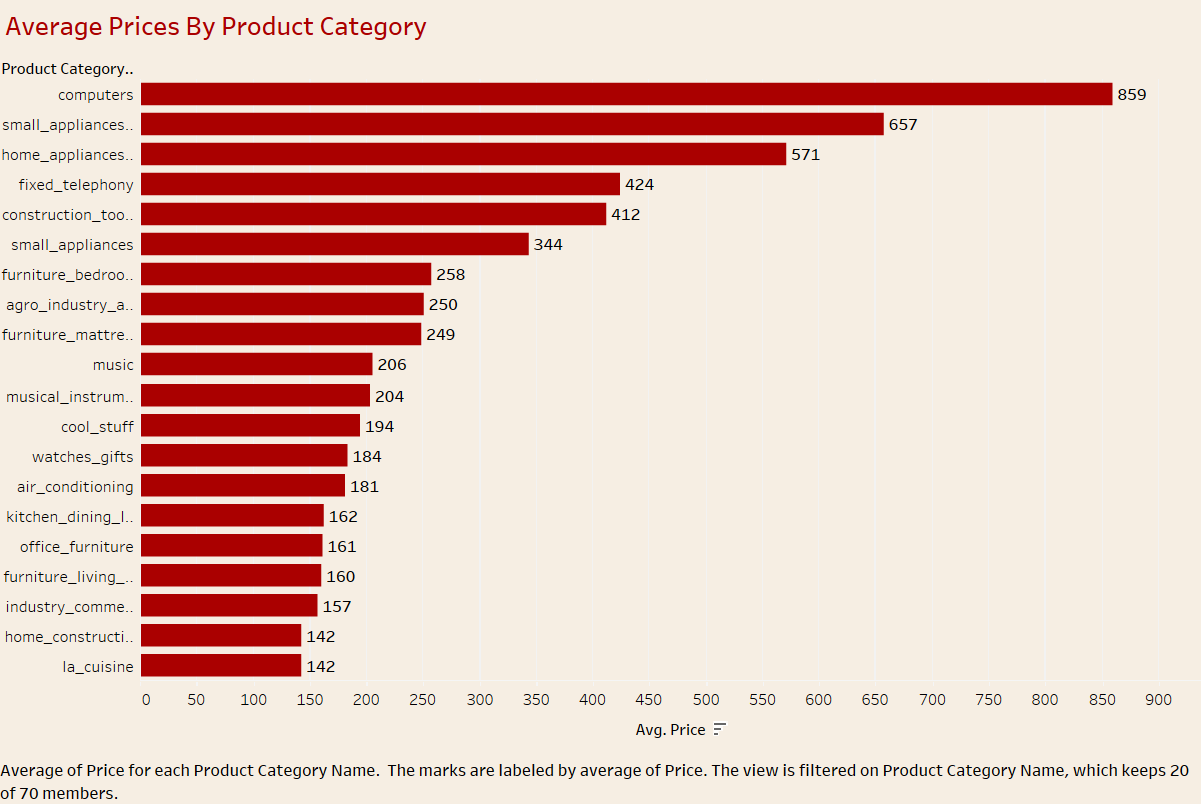 Average Prices By Product Category
Product Category..
computers 859
small_appliances.. 657
home_appliances.. 571
fixed_telephony 424
construction_too.. 412
small_appliances 344
furniture_bedroo.. 258
agro_industry_a.. 250
furniture_mattre.. 249
music 206
musical_instrum.. 204
cool_stuff 194
watches_gifts 184
air_conditioning 181
kitchen_dining_l.. 162
office_furniture 161
furniture_living_.. 160
industry_comme.. 157
home_constructi.. 142
la_cuisine 142
0 50 100 150 200 250 300 350 400 450 500 550 600 650 700 750 800 850 900
Avg. Price
Average of Price for each Product Category Name. The marks are labeled by average of Price. The view is filtered on Product Category Name, which keeps 20
of 70 members.